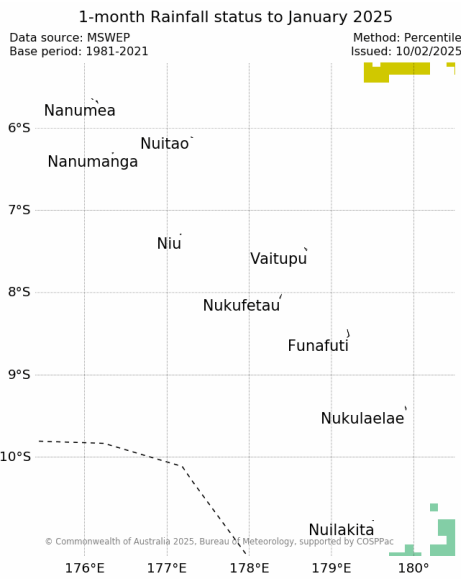 1-month Rainfall status to January 2025
Data source: MSWEP
Base period: 1981-2021
Method: Percentile
Issued: 10/02/2025
Nanumea
6°S
Nuitao
Nanumanga
7°S
Niu
Vaitupu
8°S
Nukufetau
Funafuti
9°S
Nukulaelae
10°S
Nuilakita
© Commonwealth of Australia 2025, Bureau of Meteorology, supported by COSPPac
176°E 177°E 178°E 179°E 180°